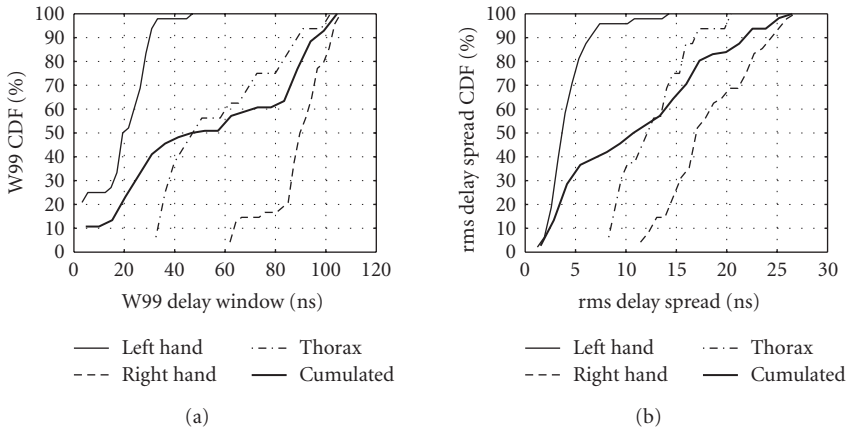 W99 CDF (%)
100
90
80
70
60
50
40
30
20
10
0
0 20 40 60 80 100 120
W99 delay window (ns)
Left hand
Right hand
Thorax
Cumulated
(a)
rms delay spread CDF (%)
100
90
80
70
60
50
40
30
20
10
0
0 5 10 15 20 25 30
rms delay spread (ns)
Left hand
Right hand
Thorax
Cumulated
(b)